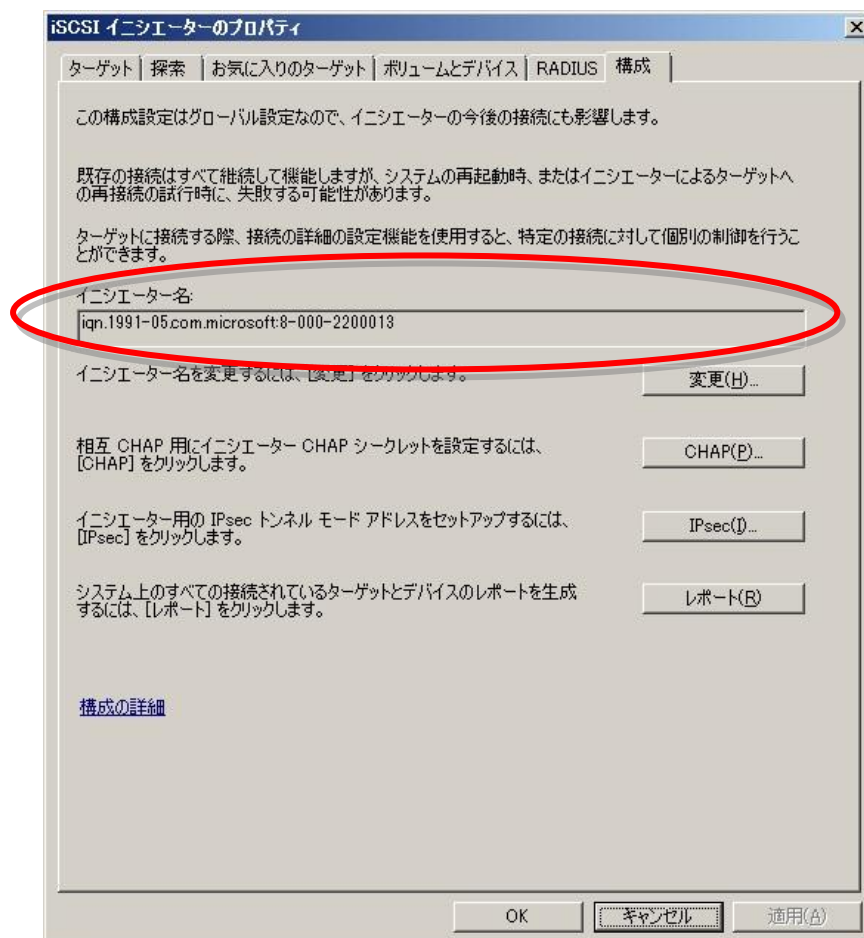 iSCSI イニシエーターのプロパティ
ターゲット 探索 お気に入りのターゲット ボリュームとデバイス RADIUS 構成
この構成設定はグローバル設定なので、イニシエーターの今後の接続にも影響します。
既存の接続はすべて継続して機能しますが、システムの再起動時、またはイニシエーターによるターゲットへ
の再接続の試行時に、失敗する可能性があります。
ターゲットに接続する際、接続の詳細の設定機能を使用すると、特定の接続に対して個別の制御を行うこ
とができます。
イニシエーター名:
iqn.1991-05.com.microsoft:8-000-2200013
イニシエーター名を変更するには、[変更] をクリックします。
変更(H)...
相互 CHAP 用にイニシエーター CHAP シークレットを設定するには、
[CHAP] をクリックします。
CHAP(P)...
イニシエーター用の IPsec トンネル モード アドレスをセットアップするには、
[IPsec] をクリックします。
IPsec(I)...
システム上のすべての接続されているターゲットとデバイスのレポートを生成
するには、[レポート] をクリックします。
レポート(R)
構成の詳細
OK キャンセル 適用(A)